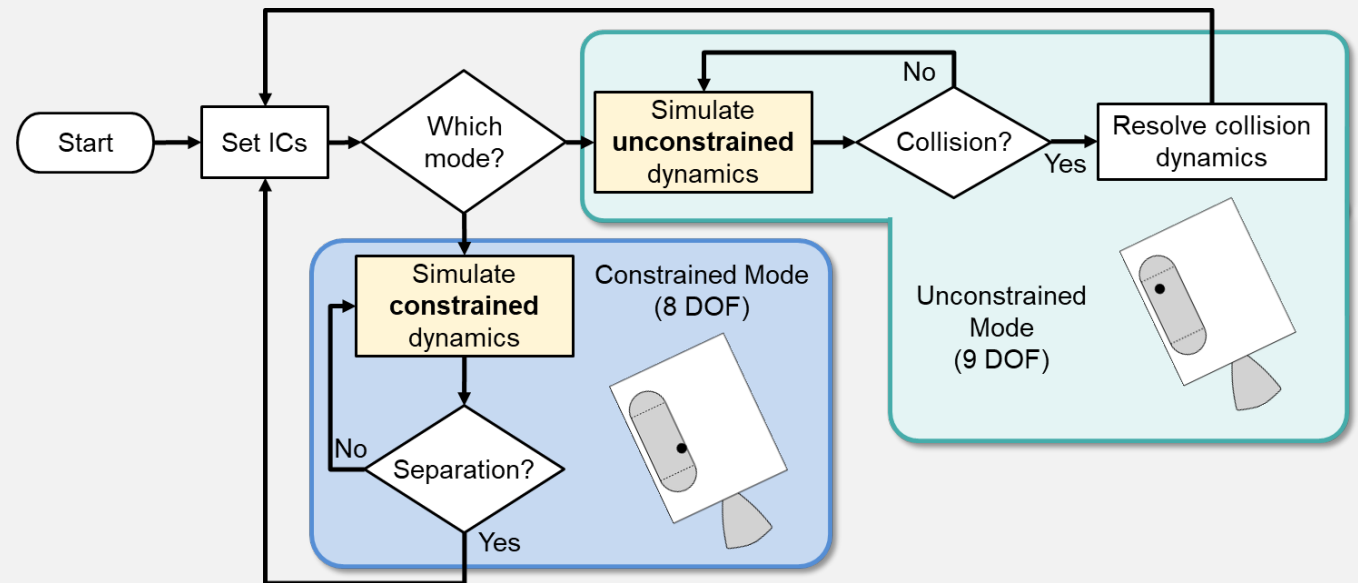 Start
Set ICs
Which
mode?
Simulate
unconstrained
dynamics
No
Collision?
Yes
Resolve collision
dynamics
Simulate
constrained
dynamics
Constrained Mode
(8 DOF)
Unconstrained
Mode
(9 DOF)
No
Separation?
Yes